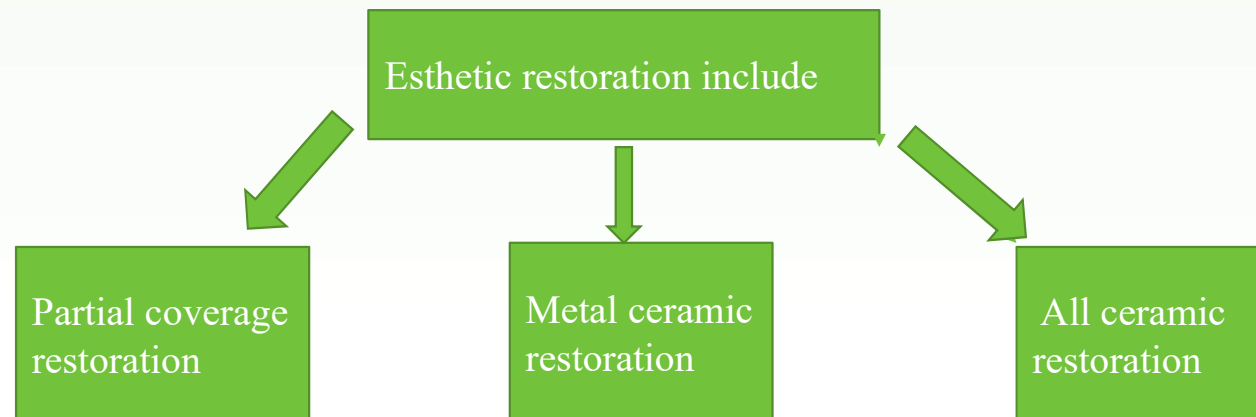 Esthetic restoration include
Partial coverage
restoration
Metal ceramic
restoration
All ceramic
restoration